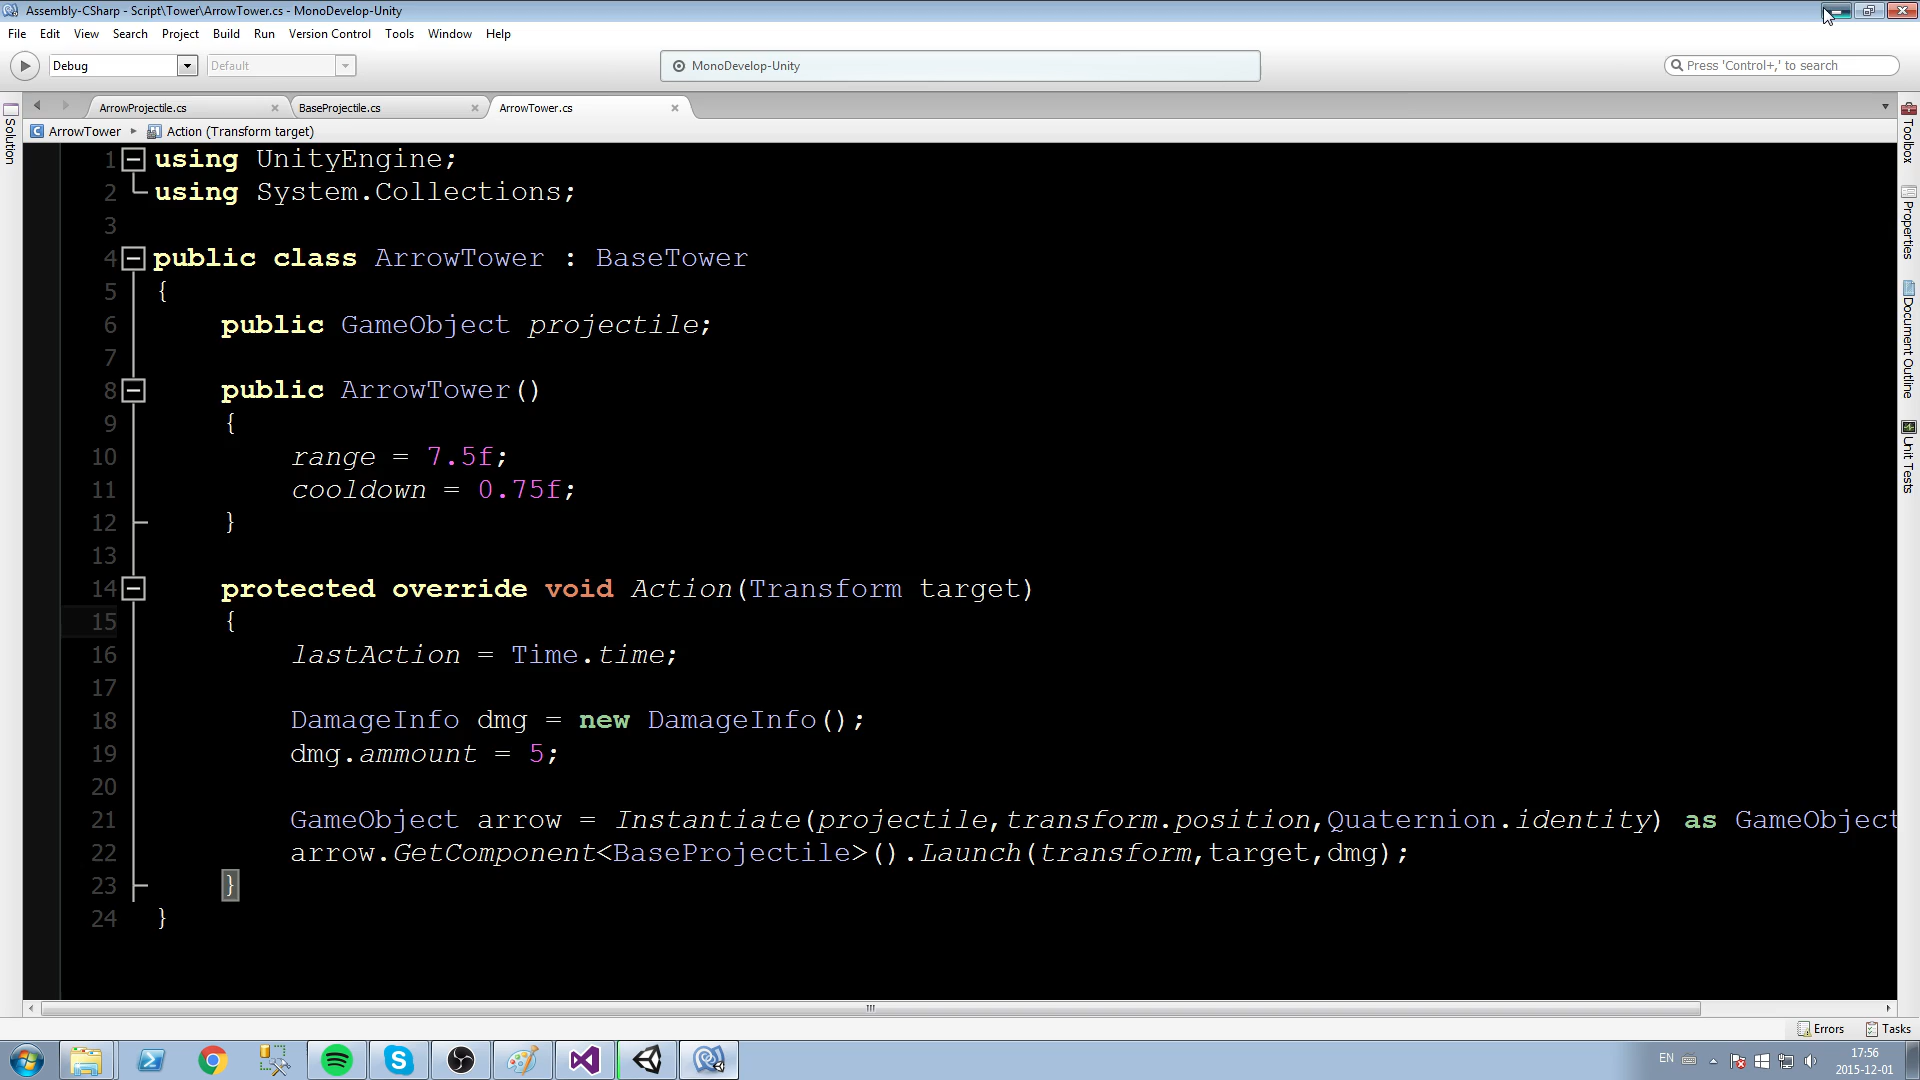 Assembly-CSharp - Script\Tower\ArrowTower.cs - MonoDevelop-Unity
File Edit View Search Project Build Run Version Control Tools Window Help
Debug Default MonoDevelop-Unity Press 'Control+,' to search
ArrowProjectile.cs BaseProjectile.cs ArrowTower.cs
ArrowTower Action (Transform target)
Solution
Toolbox
Properties
Document Outline
Unit Tests
1 using UnityEngine;
2 using System.Collections;
3
4 public class ArrowTower : BaseTower
5 {
6 public GameObject projectile;
7
8 public ArrowTower()
9 {
10 range = 7.5f;
11 cooldown = 0.75f;
12 }
13
14 protected override void Action(Transform target)
15 {
16 lastAction = Time.time;
17
18 DamageInfo dmg = new DamageInfo();
19 dmg.ammount = 5;
20
21 GameObject arrow = Instantiate(projectile,transform.position,Quaternion.identity) as GameObject
22 arrow.GetComponent<BaseProjectile>().Launch(transform,target,dmg);
23 }
24 }
Errors Tasks
EN 17:56
2015-12-01